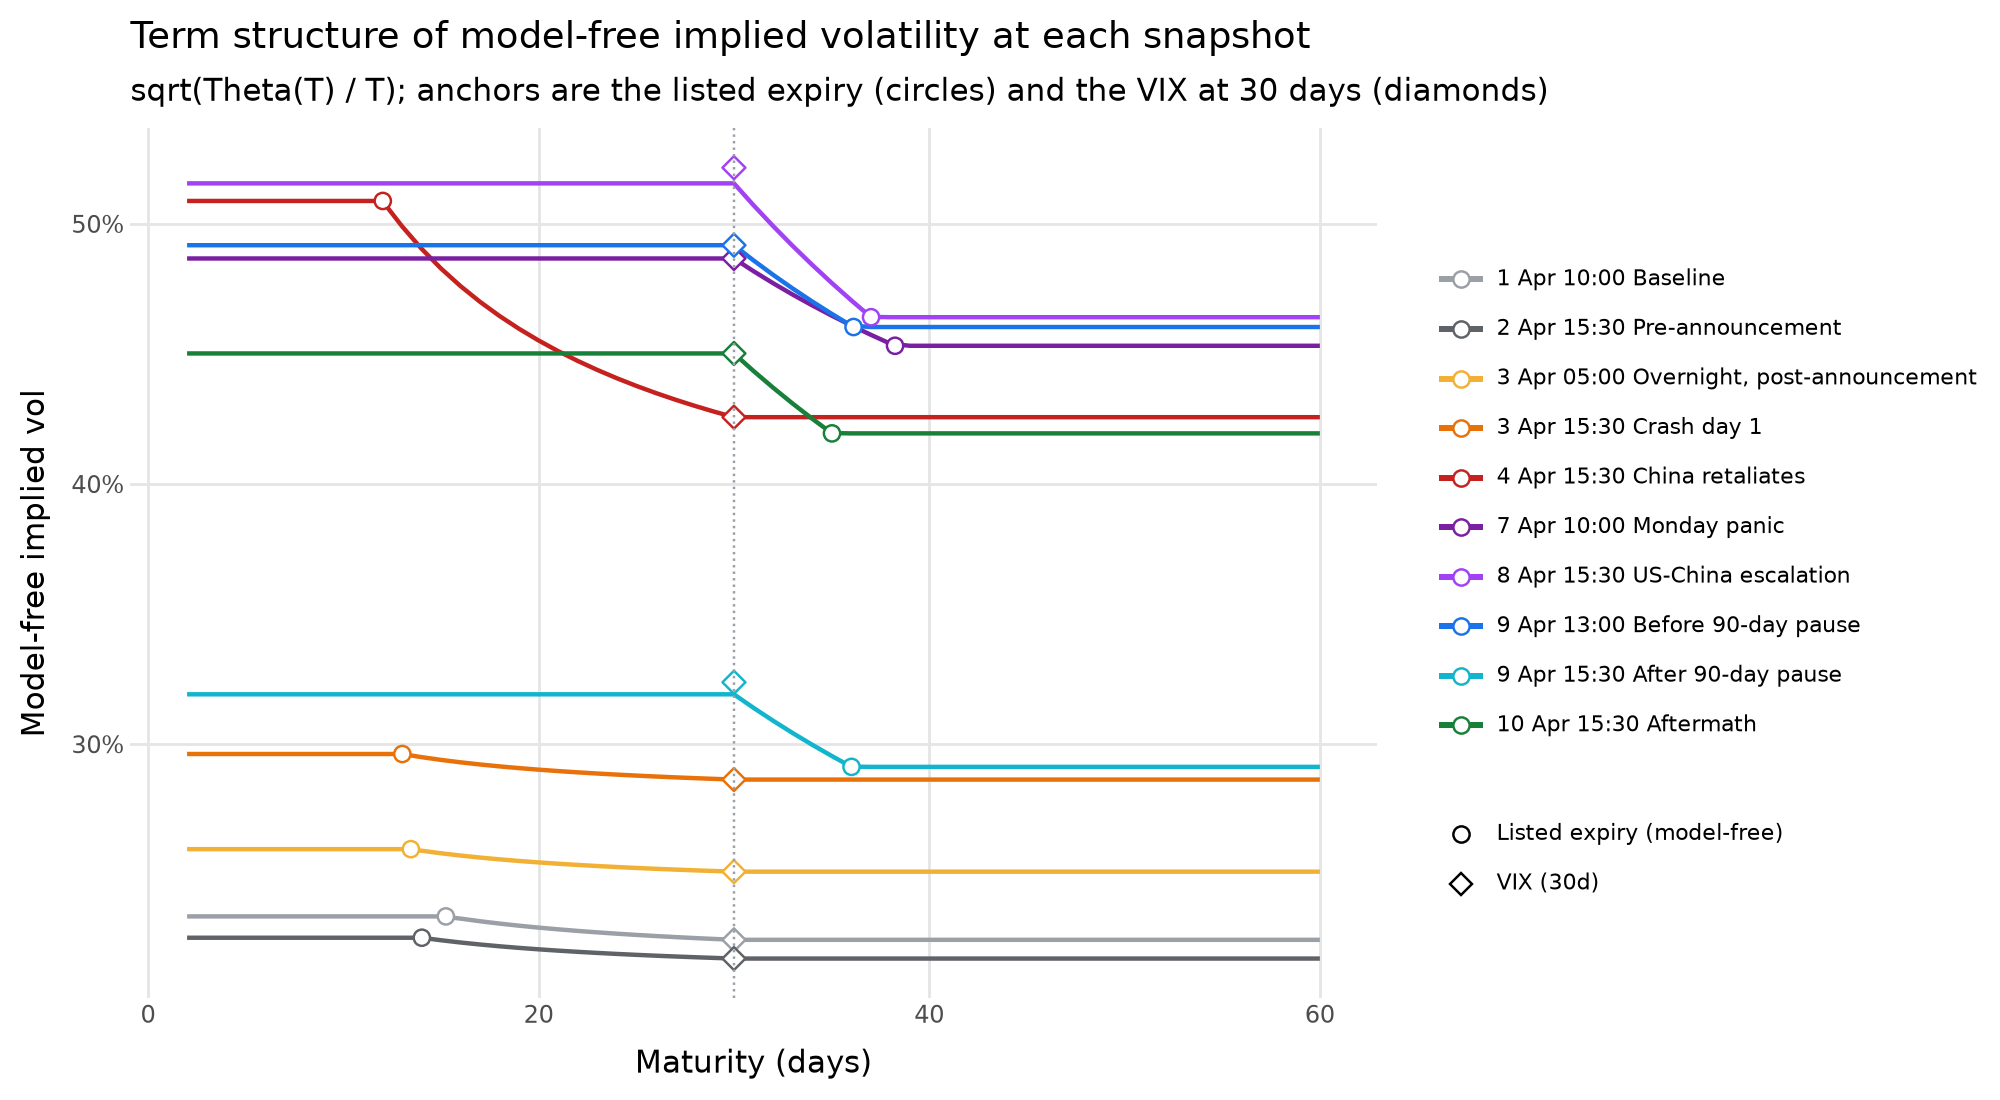 Term structure of model-free implied volatility at each snapshot
sqrt(Theta(T) / T); anchors are the listed expiry (circles) and the VIX at 30 days (diamonds)
Model-free implied vol
50%
40%
30%
0
20
40
60
Maturity (days)
1 Apr 10:00 Baseline
2 Apr 15:30 Pre-announcement
3 Apr 05:00 Overnight, post-announcement
3 Apr 15:30 Crash day 1
4 Apr 15:30 China retaliates
7 Apr 10:00 Monday panic
8 Apr 15:30 US-China escalation
9 Apr 13:00 Before 90-day pause
9 Apr 15:30 After 90-day pause
10 Apr 15:30 Aftermath
Listed expiry (model-free)
VIX (30d)